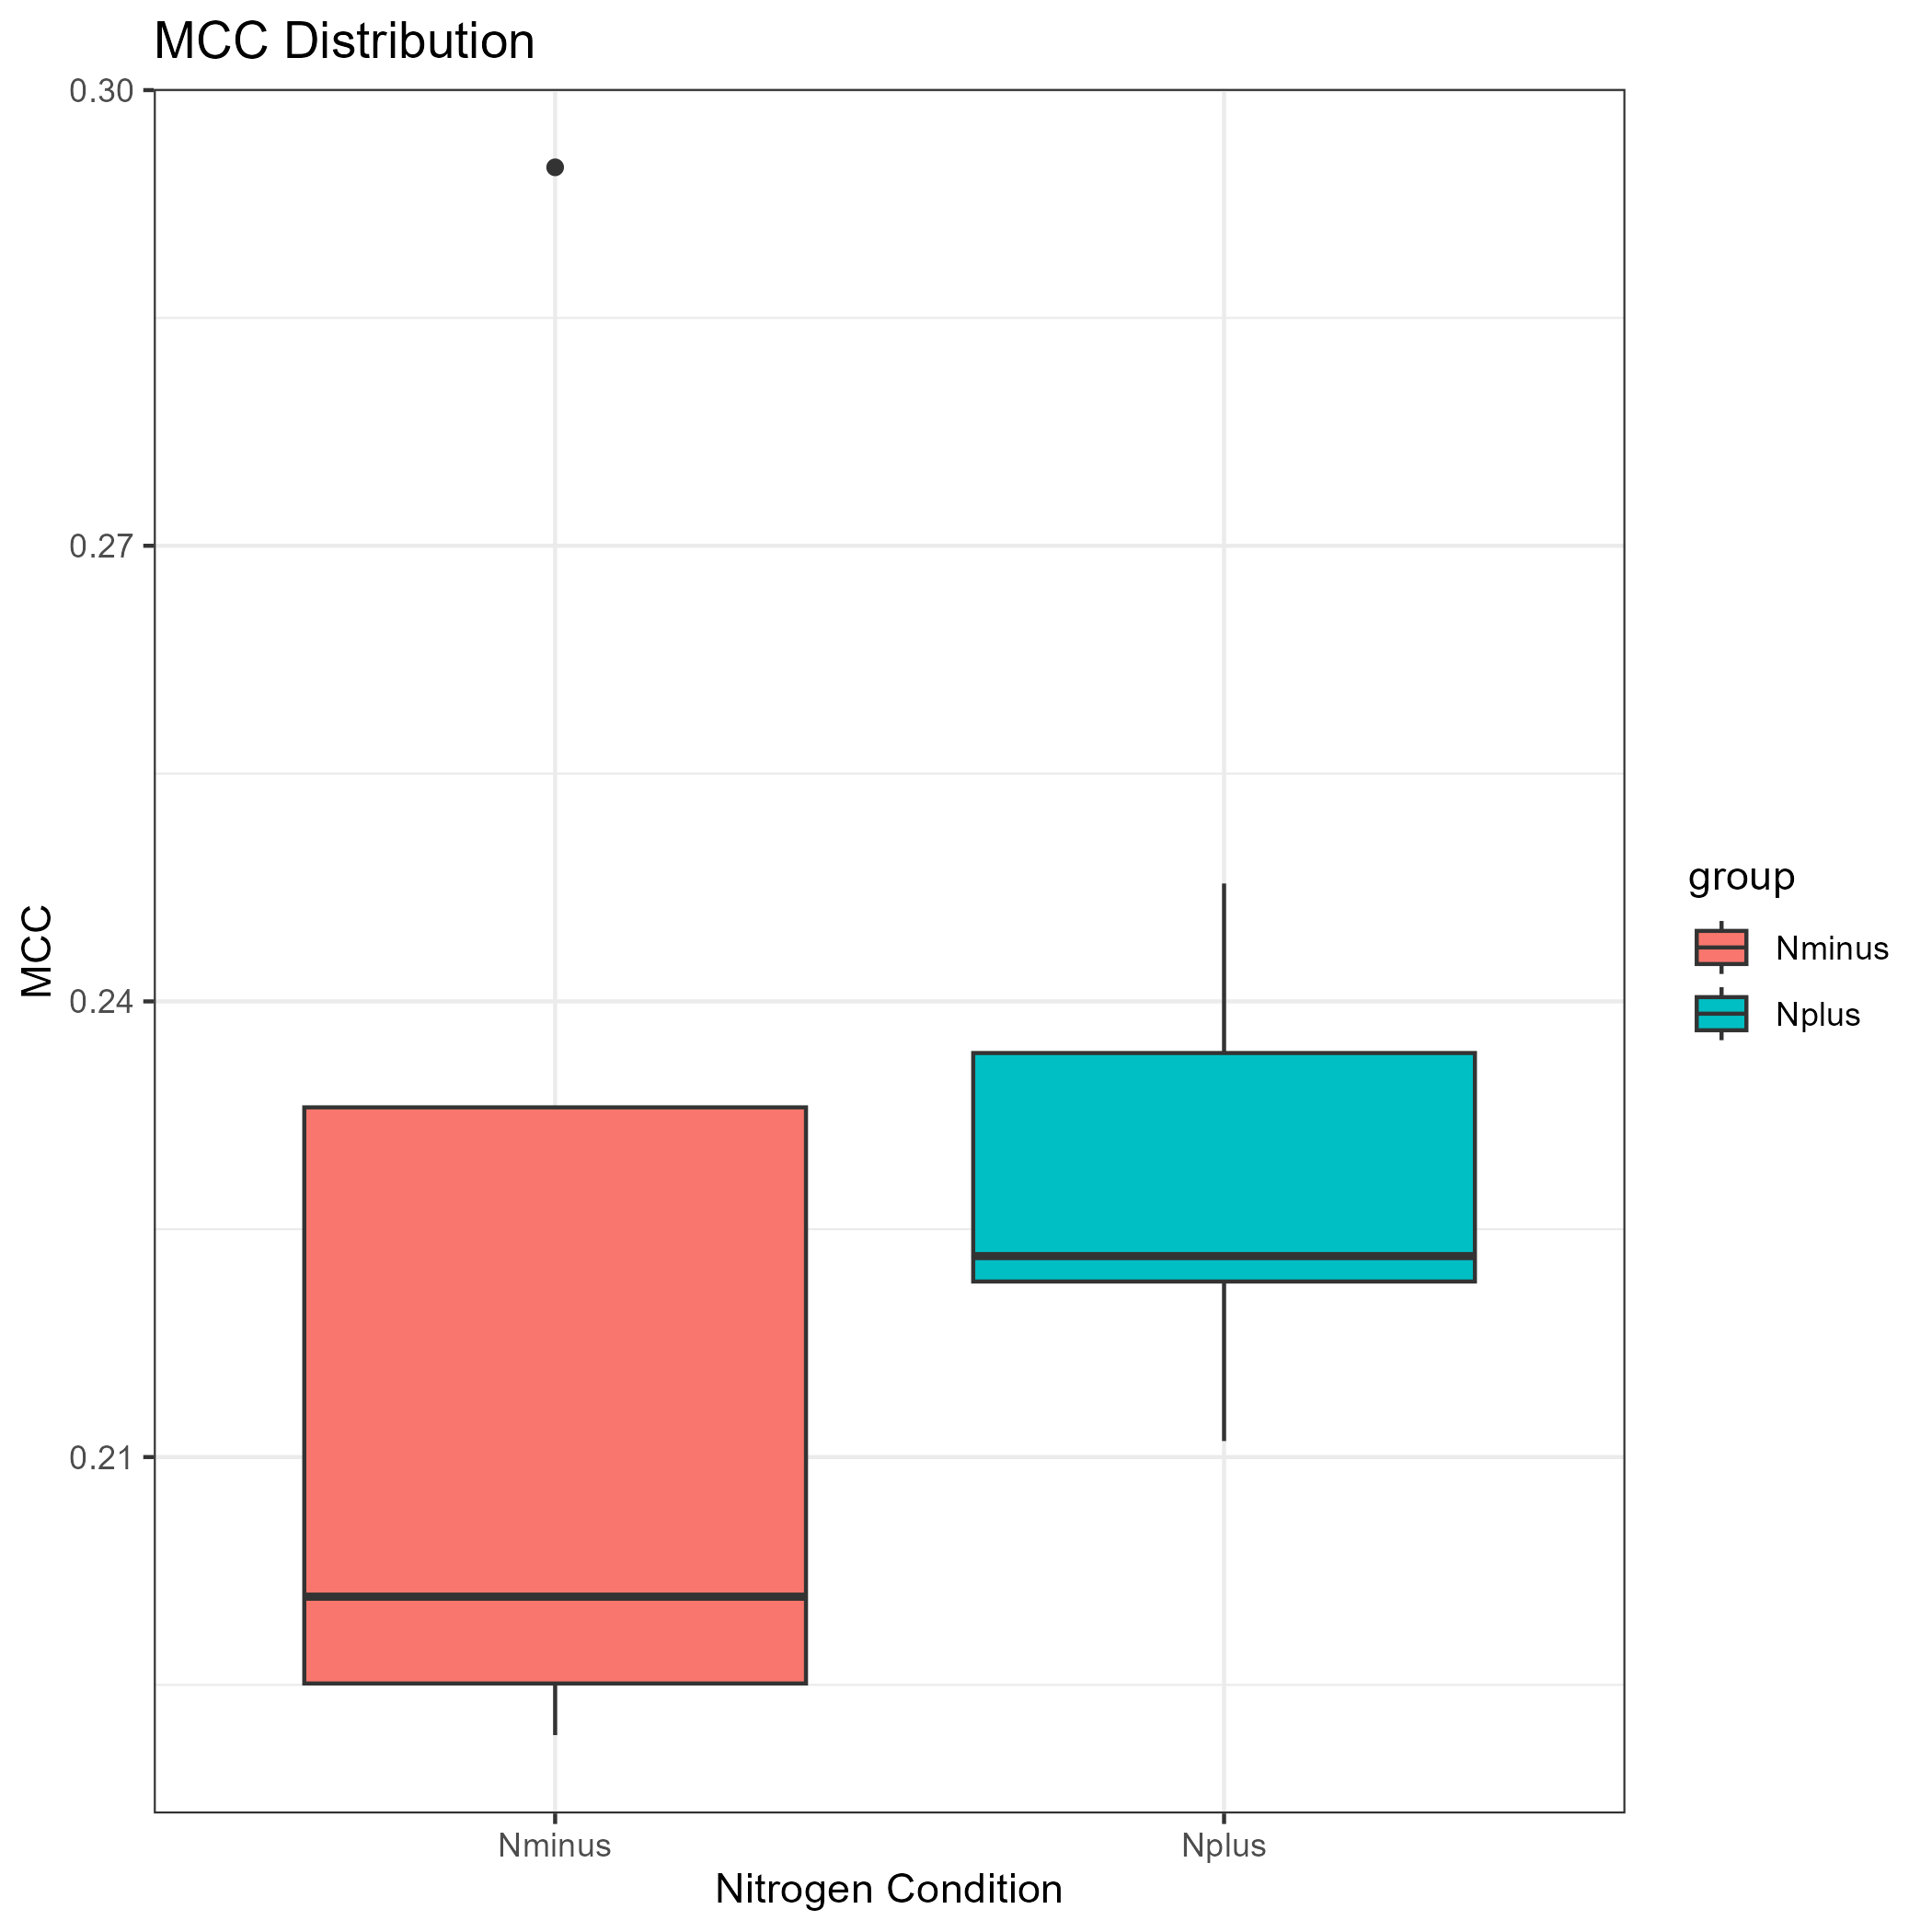 MCC Distribution
0.30
0.27
0.24
0.21
MCC
Nminus
Nplus
Nitrogen Condition
group
Nminus
Nplus